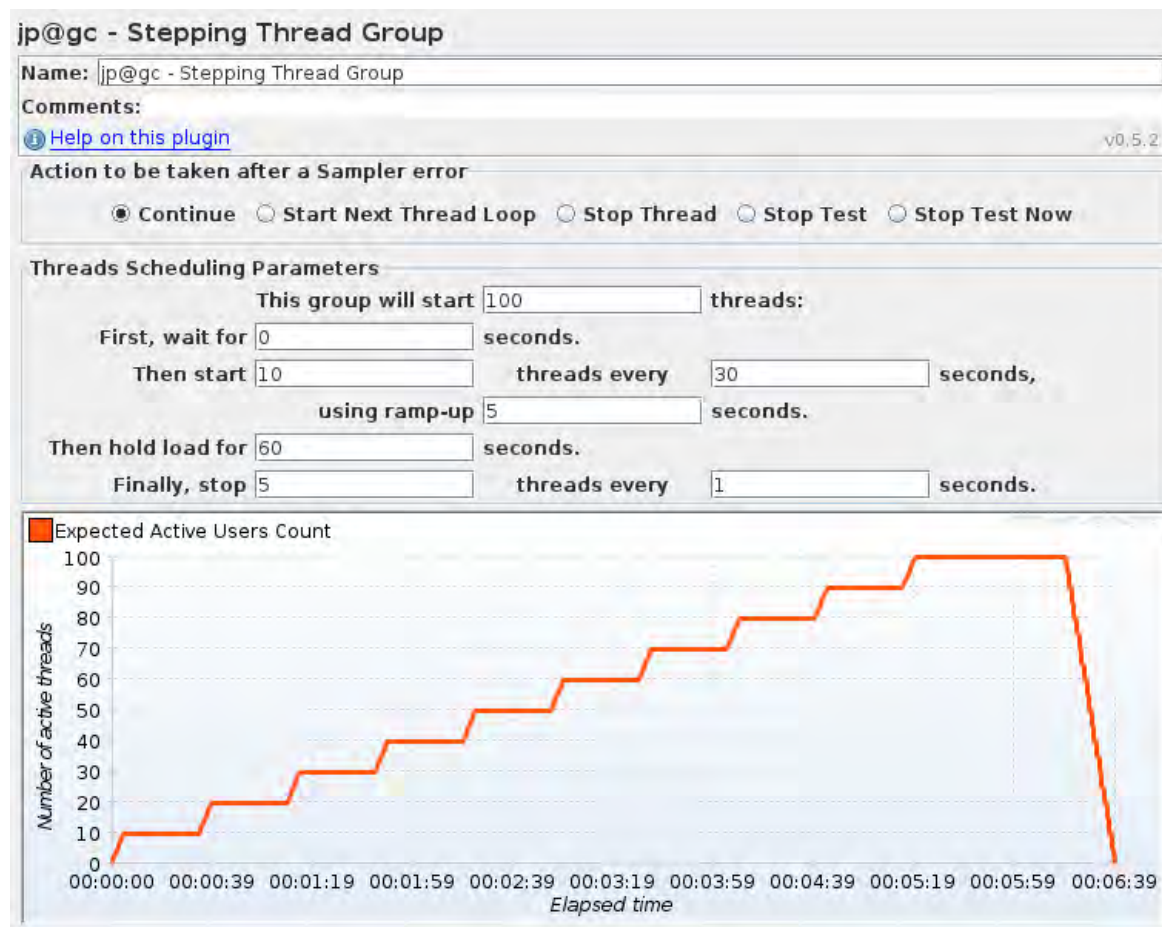 jp@gc - Stepping Thread Group
Name: jp@gc - Stepping Thread Group
Comments:
Help on this plugin v0.5.2
Action to be taken after a Sampler error
Continue Start Next Thread Loop Stop Thread Stop Test Stop Test Now
Threads Scheduling Parameters
This group will start 100 threads:
First, wait for 0 seconds.
Then start 10 threads every 30 seconds,
using ramp-up 5 seconds.
Then hold load for 60 seconds.
Finally, stop 5 threads every 1 seconds.
Expected Active Users Count
100
90
80
70
60
50
40
30
20
10
0
Number of active threads
00:00:00 00:00:39 00:01:19 00:01:59 00:02:39 00:03:19 00:03:59 00:04:39 00:05:19 00:05:59 00:06:39
Elapsed time